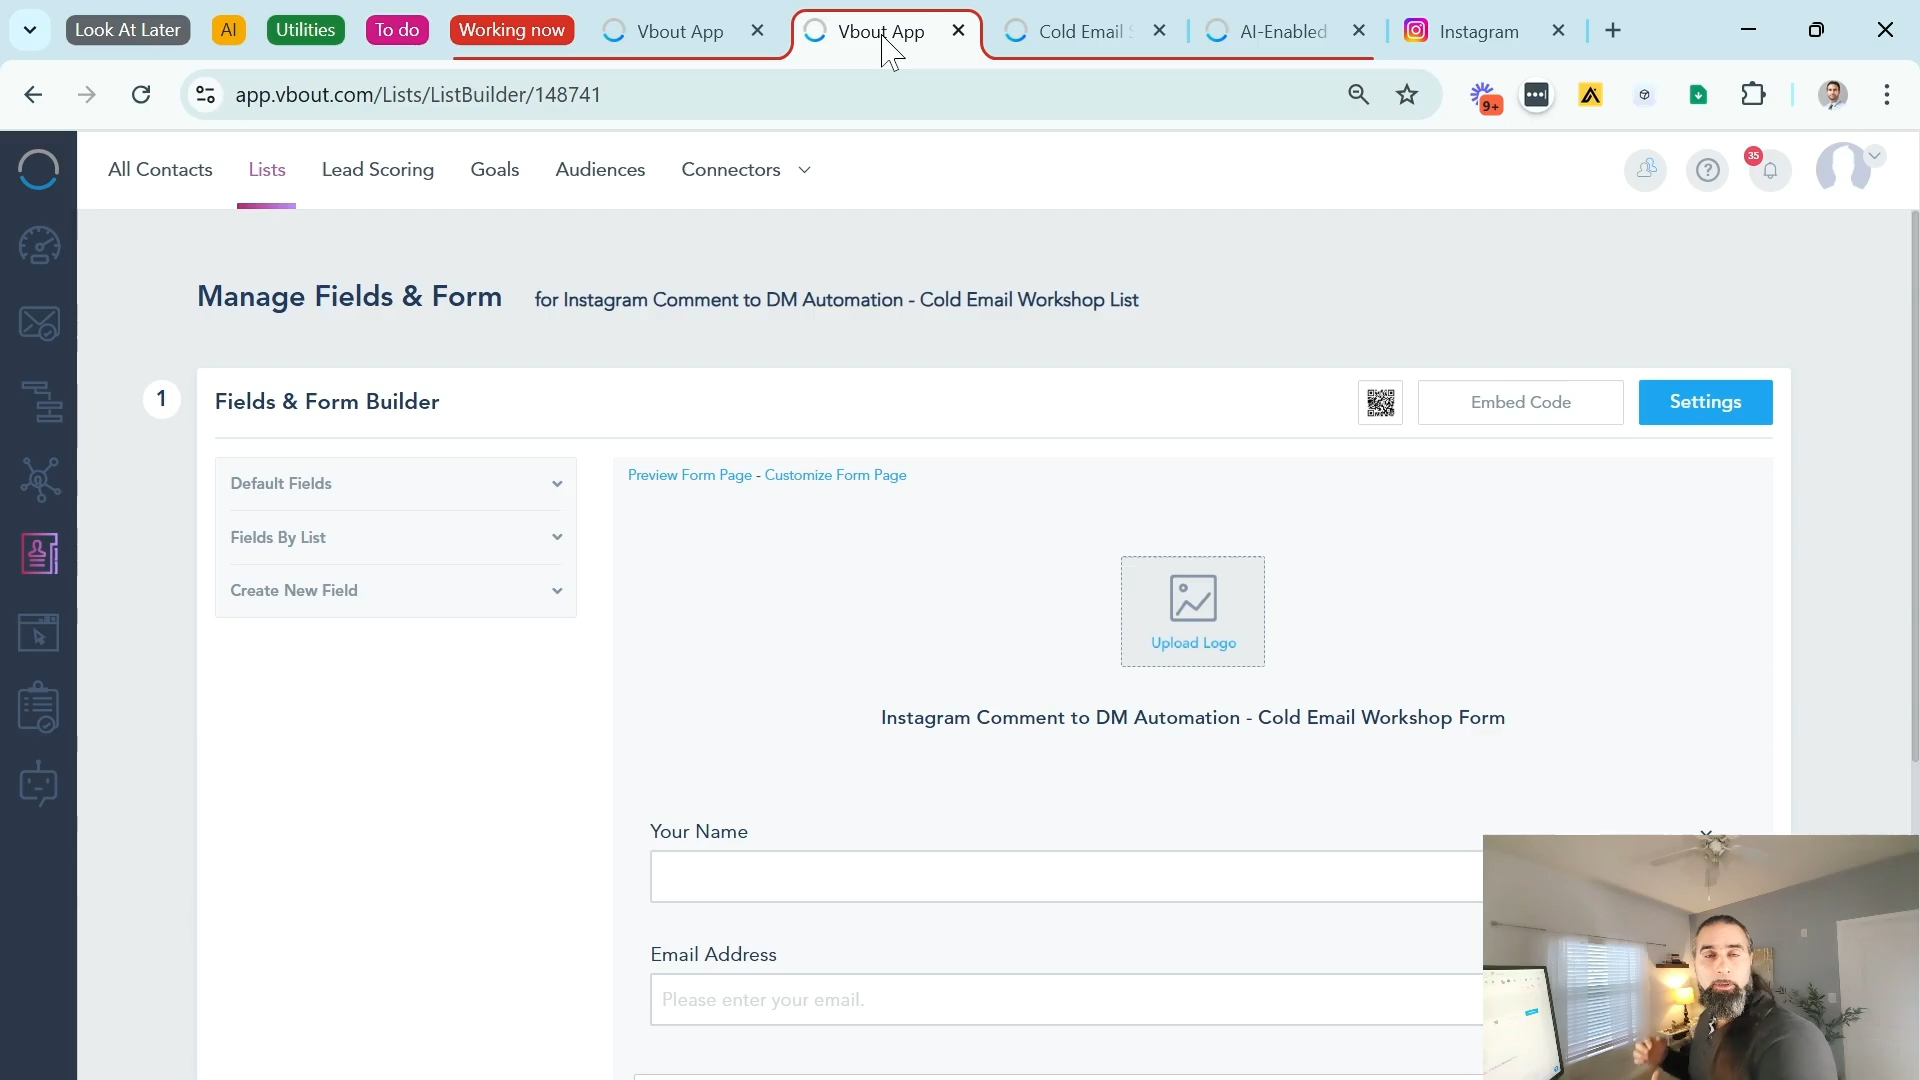 Look At Later AI Utilities To do Working now Vbout App Vbout App Cold Email AI-Enabled Instagram
app.vbout.com/Lists/ListBuilder/148741
9+
All Contacts Lists Lead Scoring Goals Audiences Connectors
35
Manage Fields & Form for Instagram Comment to DM Automation - Cold Email Workshop List
1 Fields & Form Builder Embed Code Settings
Default Fields
Fields By List
Create New Field
Preview Form Page - Customize Form Page
Upload Logo
Instagram Comment to DM Automation - Cold Email Workshop Form
Your Name
Email Address
Please enter your email.